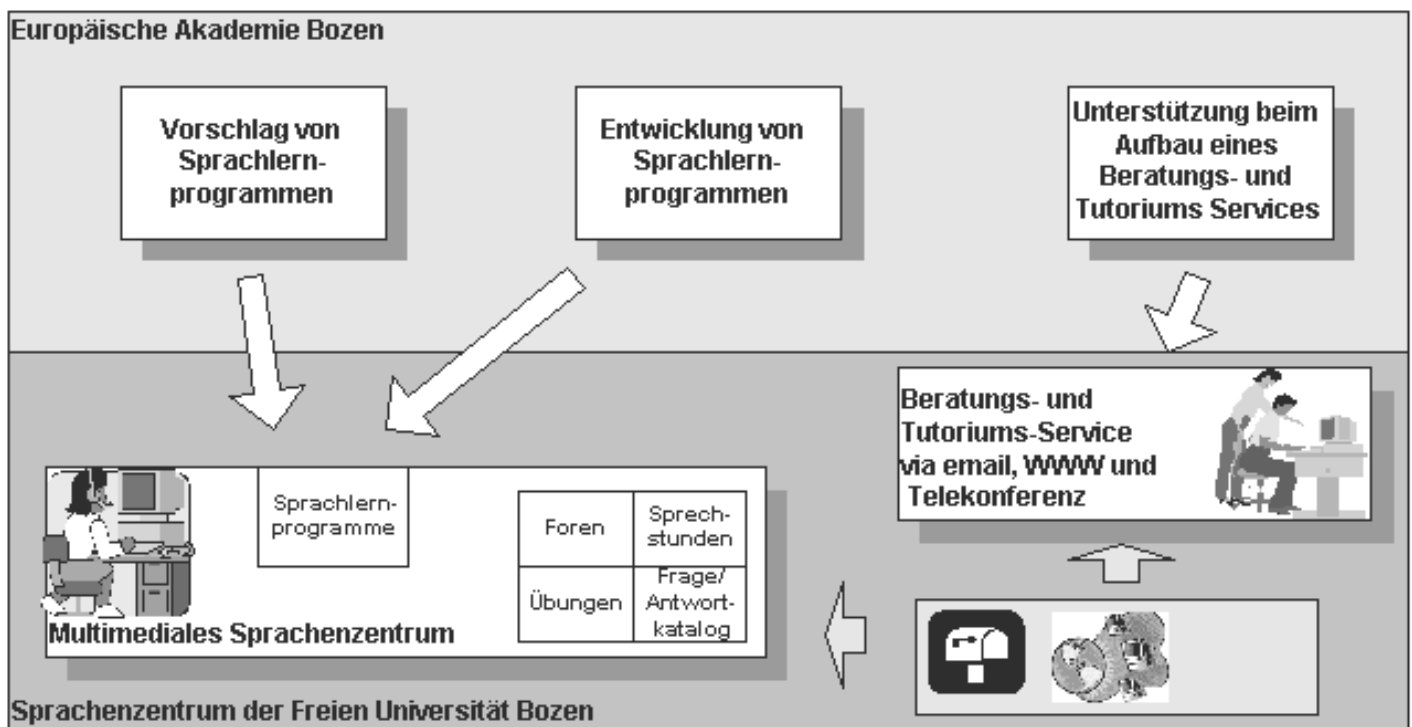 Europäische Akademie Bozen
Vorschlag von
Sprachlern-
programmen
Entwicklung von
Sprachlern-
programmen
Unterstützung beim
Aufbau eines
Beratungs- und
Tutoriums Services
Beratungs- und
Tutoriums-Service
via email, WWW und
Telekonferenz
Sprachlern-
programme
Foren
Sprech-
stunden
Übungen
Frage/
Antwort-
katalog
Multimediales Sprachenzentrum
Sprachenzentrum der Freien Universität Bozen